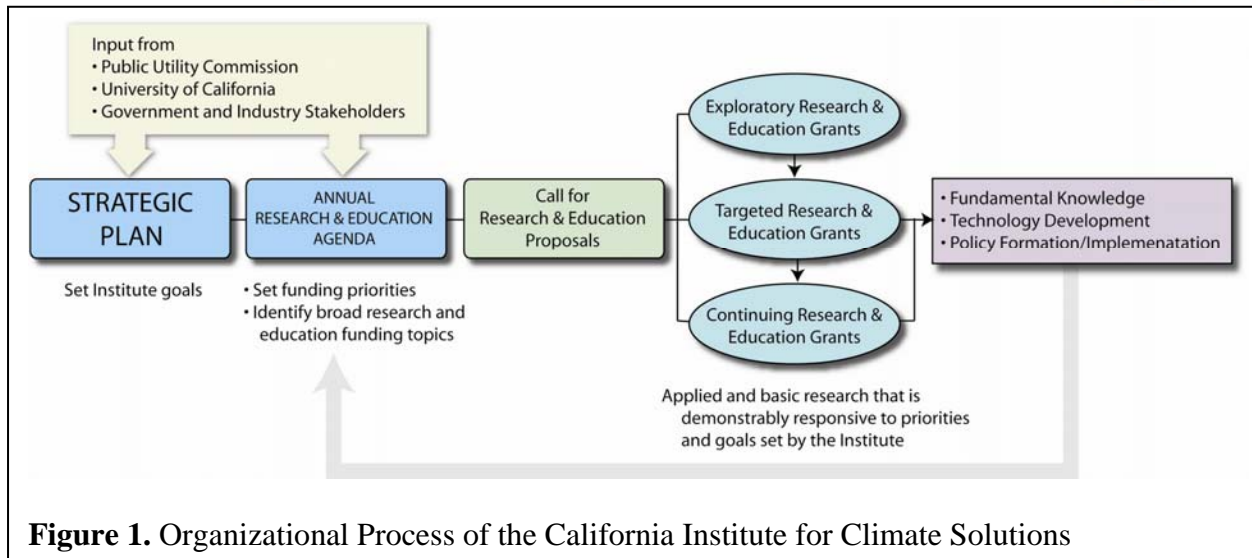 Input from
• Public Utility Commission
• University of California
• Government and Industry Stakeholders
STRATEGIC
PLAN
Set Institute goals
ANNUAL
RESEARCH & EDUCATION
AGENDA
• Set funding priorities
• Identify broad research and
education funding topics
Call for
Research & Education
Proposals
Exploratory Research &
Education Grants
Targeted Research &
Education Grants
Continuing Research &
Education Grants
Applied and basic research that is
demonstrably responsive to priorities
and goals set by the Institute
• Fundamental Knowledge
• Technology Development
• Policy Formation/Implemenatation
Figure 1. Organizational Process of the California Institute for Climate Solutions